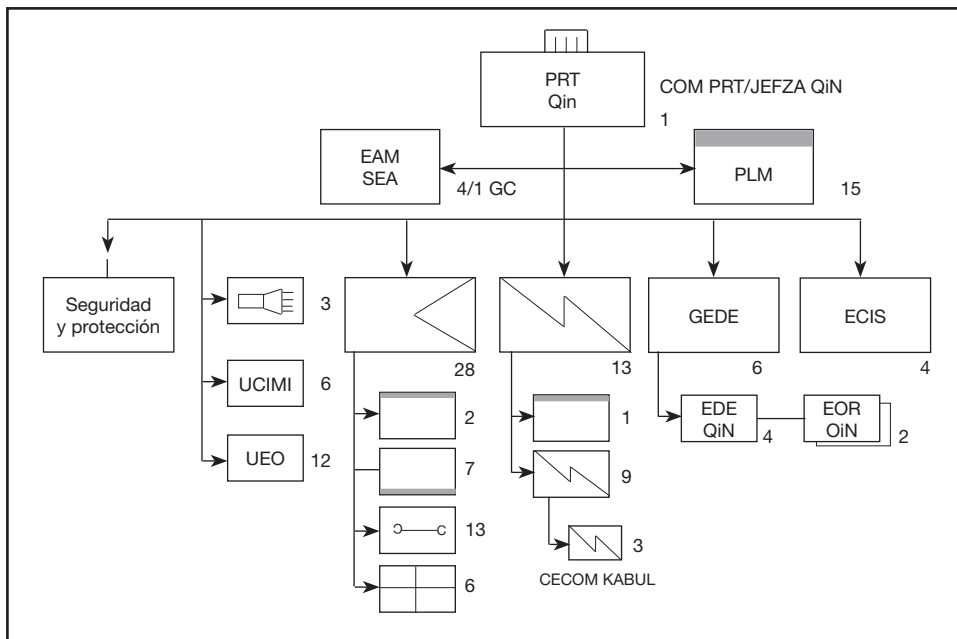 PRT
Qin
COM PRT/JEFZA QiN
1
EAM
SEA
4/1 GC
PLM
15
Seguridad
y protección
3
UCIMI
6
UEO
12
28
2
7
13
6
13
1
9
3
CECOM KABUL
GEDE
6
EDE
QiN
4
EOR
OiN
2
ECIS
4